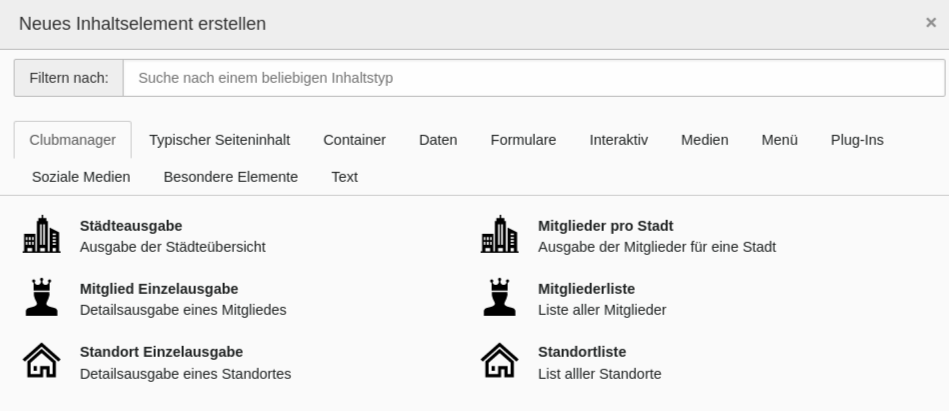 Neues Inhaltselement erstellen ×
Filtern nach: Suche nach einem beliebigen Inhaltstyp
Clubmanager Typischer Seiteninhalt Container Daten Formulare Interaktiv Medien Menü Plug-Ins
Soziale Medien Besondere Elemente Text
Städteausgabe
Ausgabe der Städteübersicht
Mitglieder pro Stadt
Ausgabe der Mitglieder für eine Stadt
Mitglied Einzelausgabe
Detailsausgabe eines Mitgliedes
Mitgliederliste
Liste aller Mitglieder
Standort Einzelausgabe
Detailsausgabe eines Standortes
Standortliste
List alller Standorte